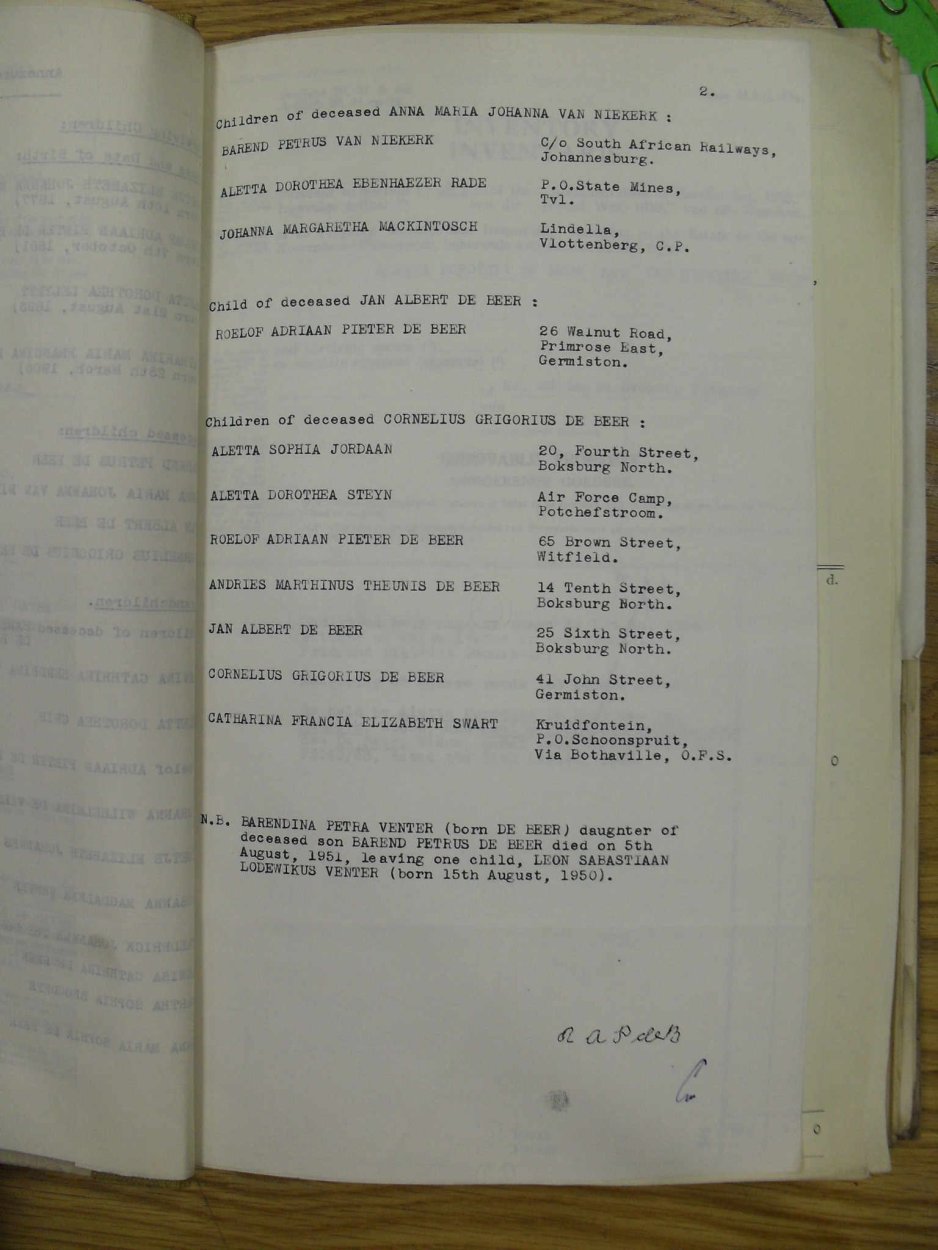 2.
Children of deceased ANNA MARIA JOHANNA VAN NIEKERK :
BAREND PETRUS VAN NIEKERK C/o South African Railways,
Johannesburg.
ALETTA DOROTHEA EBENHAEZER RADE P.O.State Mines,
Tvl.
JOHANNA MARGARETHA MACKINTOSCH Lindella,
Vlottenberg, C.P.
Child of deceased JAN ALBERT DE BEER :
ROELOF ADRIAAN PIETER DE BEER 26 Walnut Road,
Primrose East,
Germiston.
Children of deceased CORNELIUS GRIGORIUS DE BEER :
ALETTA SOPHIA JORDAAN 20, Fourth Street,
Boksburg North.
ALETTA DOROTHEA STEYN Air Force Camp,
Potchefstroom.
ROELOF ADRIAAN PIETER DE BEER 65 Brown Street,
Witfield.
ANDRIES MARTHINUS THEUNIS DE BEER 14 Tenth Street,
Boksburg North.
JAN ALBERT DE BEER 25 Sixth Street,
Boksburg North.
CORNELIUS GRIGORIUS DE BEER 41 John Street,
Germiston.
CATHARINA FRANCIA ELIZABETH SWART Kruidfontein,
P.O.Schoonspruit,
Via Bothaville, O.F.S.
N.B. BARENDINA PETRA VENTER (born DE BEER) daughter of
deceased son BAREND PETRUS DE BEER died on 5th
August, 1951, leaving one child, LEON SABASTIAAN
LODEWIKUS VENTER (born 15th August, 1950).
R A P de B
d.
0
0